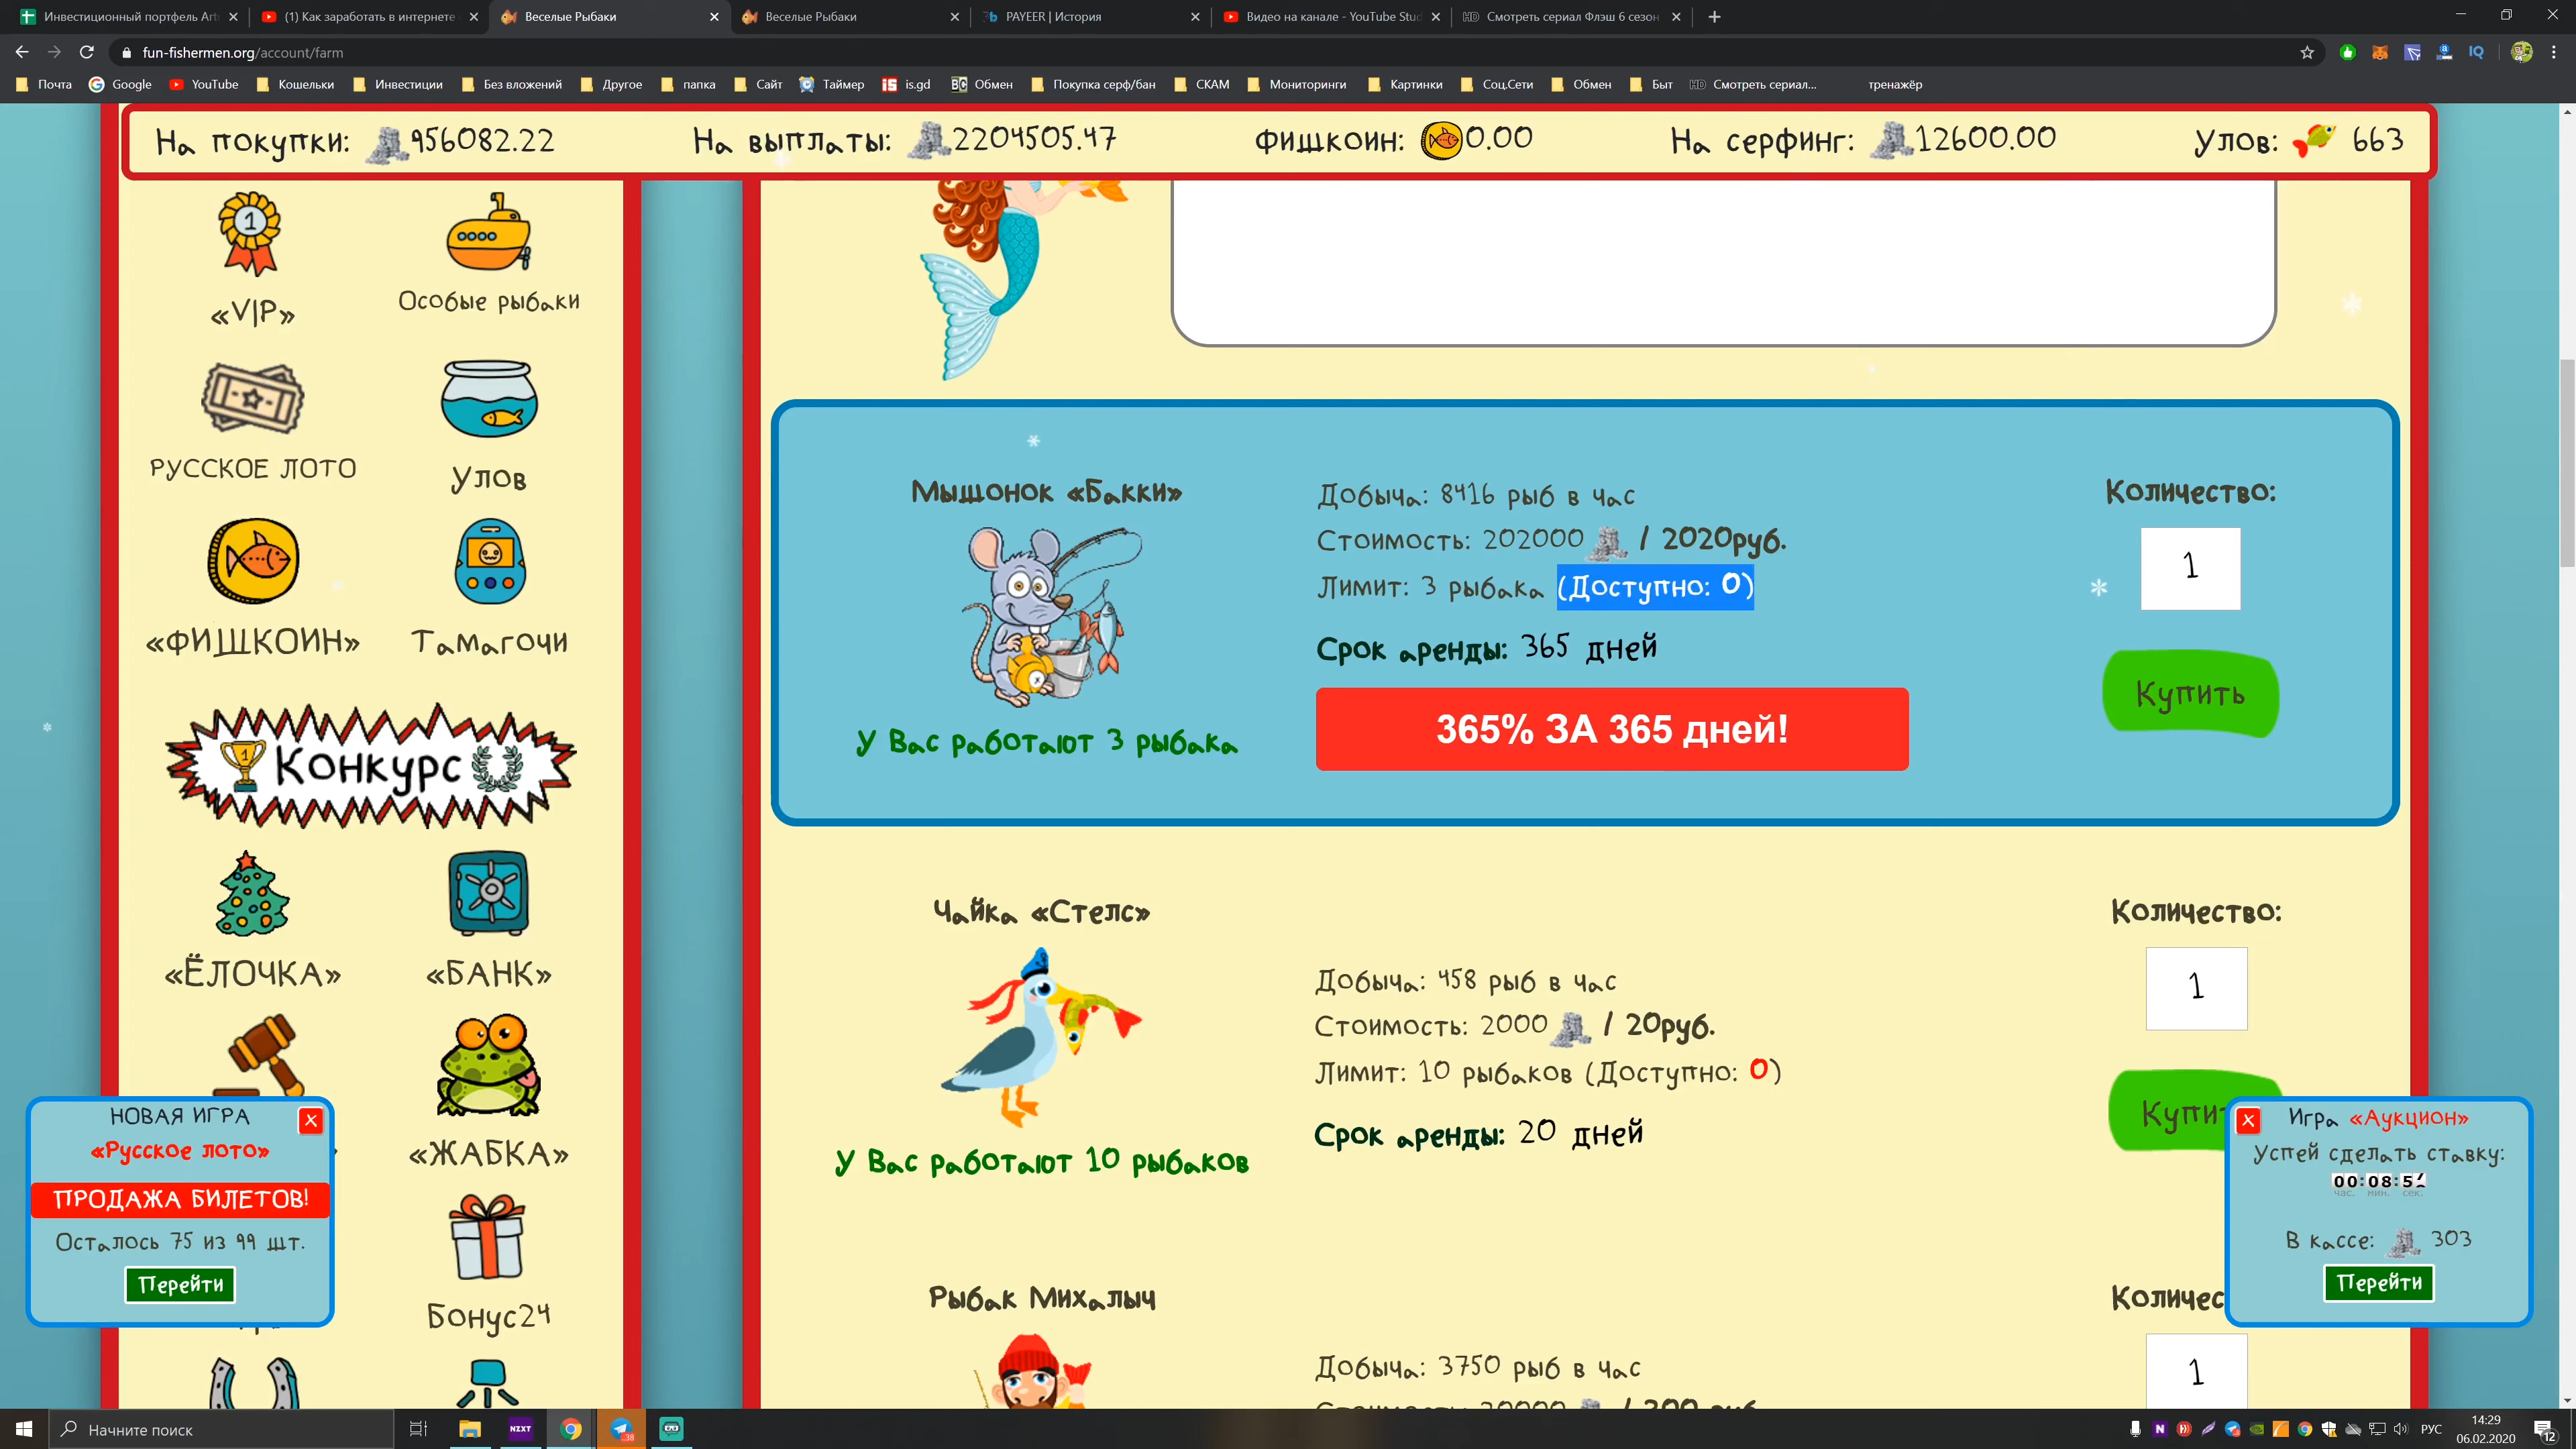 Инвестиционный портфель Art
(1) Как заработать в интернете
Веселые Рыбаки
Веселые Рыбаки
PAYEER | История
Видео на канале - YouTube Stud
Смотреть сериал Флэш 6 сезон
fun-fishermen.org/account/farm
Почта
Google
YouTube
Кошельки
Инвестиции
Без вложений
Другое
папка
Сайт
Таймер
is.gd
Обмен
Покупка серф/бан
СКАМ
Мониторинги
Картинки
Соц.Сети
Обмен
Быт
Смотреть сериал...
тренажёр
На покупки: 956082.22
На выплаты: 2204505.47
Фишкоин: 0.00
На серфинг: 12600.00
Улов: 663
«VIP»
Особые рыбаки
РУССКОЕ ЛОТО
Улов
«ФИШКОИН»
Тамагочи
Конкурс
«ЁЛОЧКА»
«БАНК»
«ЖАБКА»
Бонус24
Мышонок «Бакки»
Добыча: 8416 рыб в час
Стоимость: 202000 / 2020руб.
Лимит: 3 рыбака (Доступно: 0)
Срок аренды: 365 дней
365% ЗА 365 дней!
У Вас работают 3 рыбака
Количество:
1
Купить
Чайка «Стелс»
Добыча: 458 рыб в час
Стоимость: 2000 / 20руб.
Лимит: 10 рыбаков (Доступно: 0)
Срок аренды: 20 дней
У Вас работают 10 рыбаков
Количество:
1
Купит
Рыбак Михалыч
Добыча: 3750 рыб в час
Количес
1
НОВАЯ ИГРА
«Русское лото»
ПРОДАЖА БИЛЕТОВ!
Осталось 75 из 99 шт.
Перейти
Игра «Аукцион»
Успей сделать ставку:
час. мин. сек.
В кассе: 303
Перейти
Начните поиск
NZXT
38
РУС
14:29
06.02.2020
12